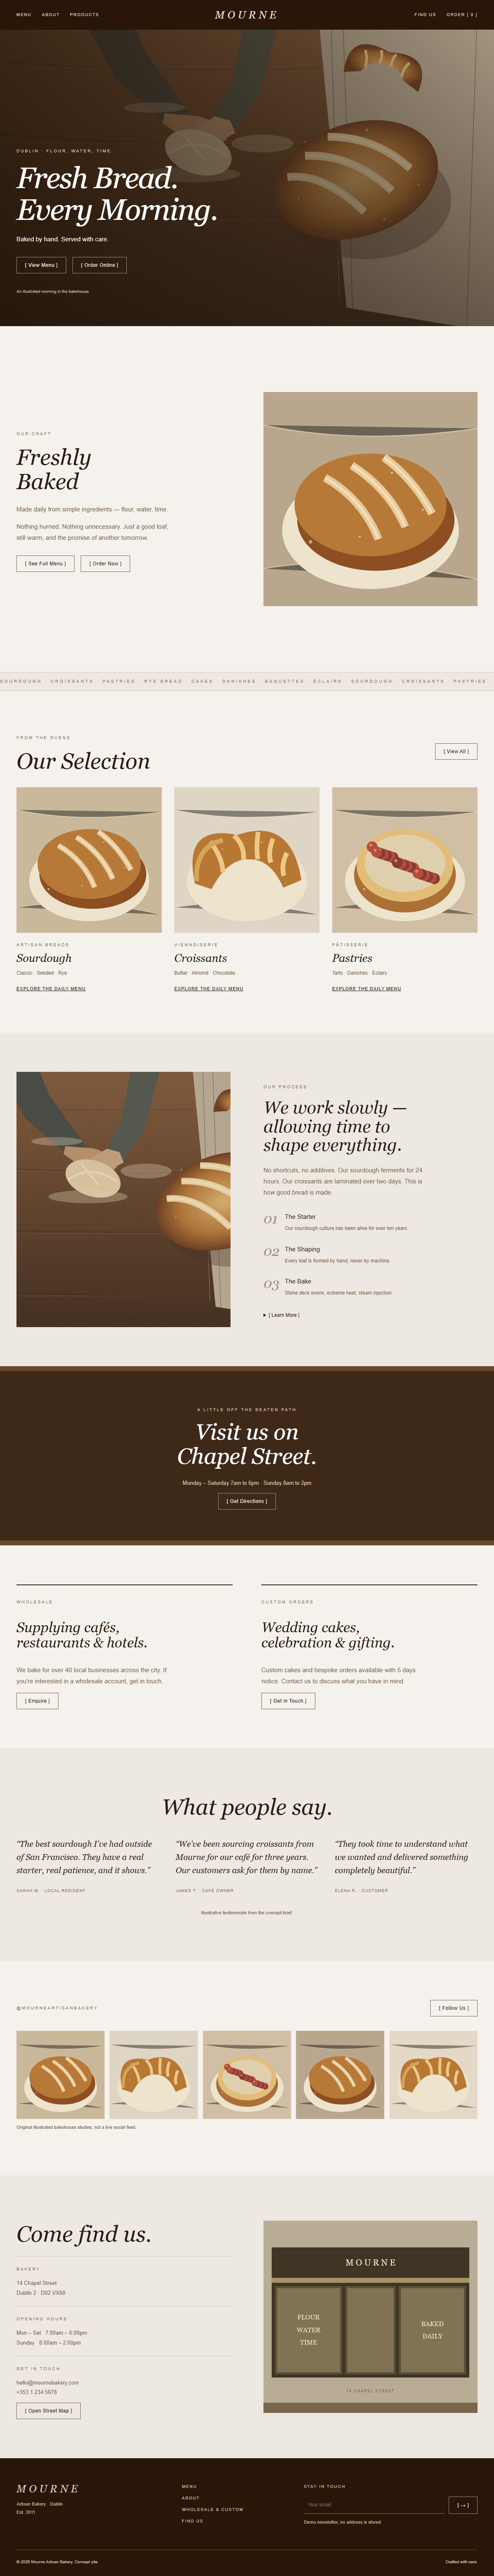 MENU ABOUT PRODUCTS
MOURNE
FIND US ORDER [ 0 ]
DUBLIN · FLOUR, WATER, TIME.
Fresh Bread.
Every Morning.
Baked by hand. Served with care.
[ View Menu ] [ Order Online ]
An illustrated morning in the bakehouse
OUR CRAFT
Freshly
Baked
Made daily from simple ingredients — flour, water, time.
Nothing hurried. Nothing unnecessary. Just a good loaf,
still warm, and the promise of another tomorrow.
[ See Full Menu ] [ Order Now ]
SOURDOUGH · CROISSANTS · PASTRIES · RYE BREAD · CAKES · DANISHES · BAGUETTES · ÉCLAIRS · SOURDOUGH · CROISSANTS · PASTRIES
FROM THE OVENS
Our Selection
[ View All ]
ARTISAN BREADS
Sourdough
Classic · Seeded · Rye
EXPLORE THE DAILY MENU
VIENNOISERIE
Croissants
Butter · Almond · Chocolate
EXPLORE THE DAILY MENU
PÂTISSERIE
Pastries
Tarts · Danishes · Éclairs
EXPLORE THE DAILY MENU
OUR PROCESS
We work slowly —
allowing time to
shape everything.
No shortcuts, no additives. Our sourdough ferments for 24
hours. Our croissants are laminated over two days. This is
how good bread is made.
01 The Starter
Our sourdough culture has been alive for over ten years.
02 The Shaping
Every loaf is formed by hand, never by machine.
03 The Bake
Stone deck ovens, extreme heat, steam injection.
[ Learn More ]
A LITTLE OFF THE BEATEN PATH
Visit us on
Chapel Street.
Monday – Saturday 7am to 6pm · Sunday 8am to 2pm
[ Get Directions ]
WHOLESALE
Supplying cafés,
restaurants & hotels.
We bake for over 40 local businesses across the city. If
you're interested in a wholesale account, get in touch.
[ Enquire ]
CUSTOM ORDERS
Wedding cakes,
celebration & gifting.
Custom cakes and bespoke orders available with 5 days
notice. Contact us to discuss what you have in mind.
[ Get in Touch ]
What people say.
“The best sourdough I've had outside
of San Francisco. They have a real
starter, real patience, and it shows.”
SARAH M. · LOCAL RESIDENT
“We've been sourcing croissants from
Mourne for our café for three years.
Our customers ask for them by name.”
JAMES T. · CAFÉ OWNER
“They took time to understand what
we wanted and delivered something
completely beautiful.”
ELENA R. · CUSTOMER
Illustrative testimonials from the concept brief.
@MOURNEARTISANBAKERY
[ Follow Us ]
Original illustrated bakehouse studies, not a live social feed.
Come find us.
BAKERY
14 Chapel Street
Dublin 2 · D02 VX60
OPENING HOURS
Mon – Sat 7:00am – 6:00pm
Sunday 8:00am – 2:00pm
GET IN TOUCH
hello@mournebakery.com
+353 1 234 5678
[ Open Street Map ]
MOURNE
FLOUR
WATER
TIME
BAKED
DAILY
14 CHAPEL STREET
MOURNE
Artisan Bakery · Dublin
Est. 2011
MENU
ABOUT
WHOLESALE & CUSTOM
FIND US
STAY IN TOUCH
Your email
[ → ]
Demo newsletter, no address is stored.
© 2026 Mourne Artisan Bakery. Concept site.
Crafted with care.